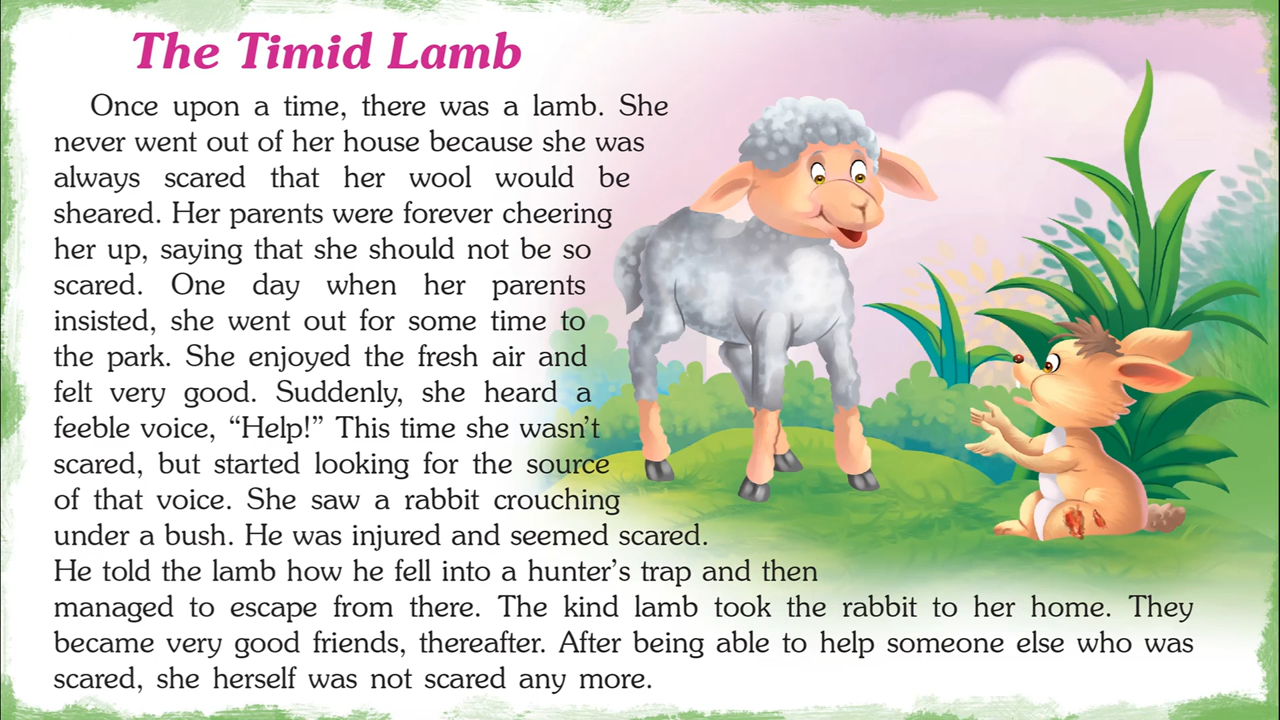 The Timid Lamb
Once upon a time, there was a lamb. She
never went out of her house because she was
always scared that her wool would be
sheared. Her parents were forever cheering
her up, saying that she should not be so
scared. One day when her parents
insisted, she went out for some time to
the park. She enjoyed the fresh air and
felt very good. Suddenly, she heard a
feeble voice, “Help!” This time she wasn’t
scared, but started looking for the source
of that voice. She saw a rabbit crouching
under a bush. He was injured and seemed scared.
He told the lamb how he fell into a hunter’s trap and then
managed to escape from there. The kind lamb took the rabbit to her home. They
became very good friends, thereafter. After being able to help someone else who was
scared, she herself was not scared any more.